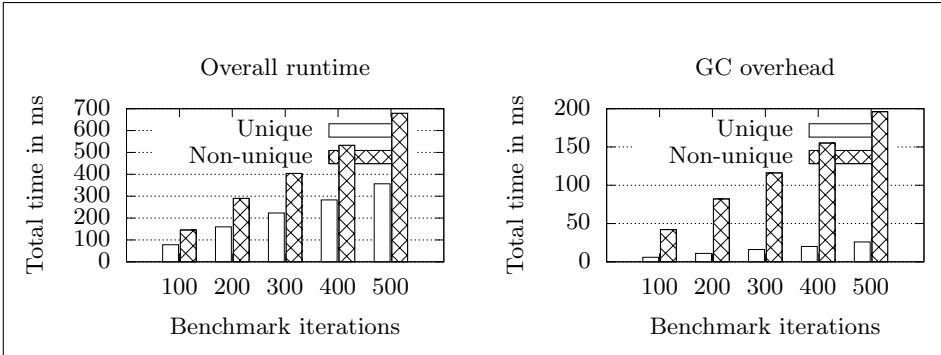 Overall runtime
Total time in ms
700
600
500
400
300
200
100
0
Unique
Non-unique
100 200 300 400 500
Benchmark iterations
GC overhead
Total time in ms
200
150
100
50
0
Unique
Non-unique
100 200 300 400 500
Benchmark iterations